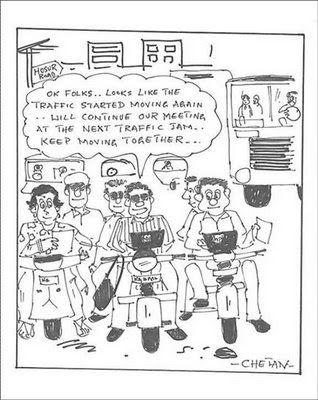 HOSUR
ROAD
OK FOLKS.. LOOKS LIKE THE
TRAFFIC STARTED MOVING AGAIN
.. WILL CONTINUE OUR MEETING
AT THE NEXT TRAFFIC JAM..
KEEP MOVING TOGETHER...
-CHETAN-